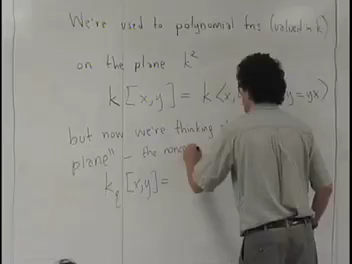 We're used to polynomial fns (valued in k)
on the plane k²
k[x,y] = k<x, y=yx)
but now we're thinking
plane" – the nonc
k_q[x,y] =